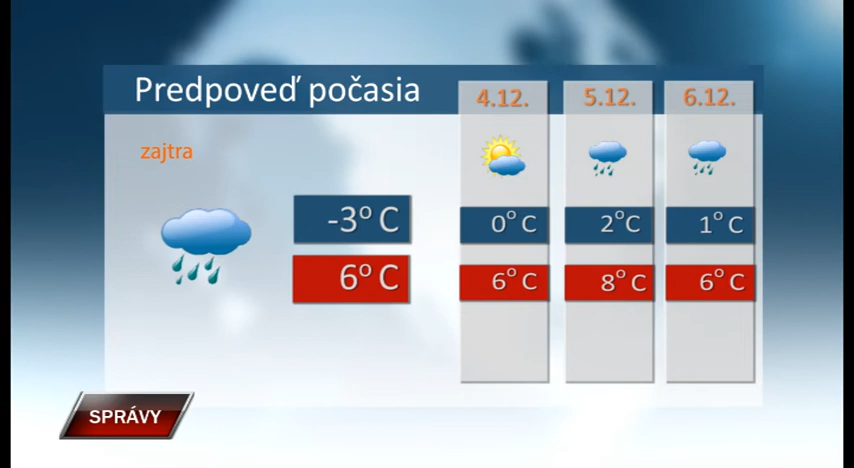 Predpoveď počasia
zajtra
-3° C
6° C
4.12.
0° C
6° C
5.12.
2°C
8° C
6.12.
1° C
6° C
SPRÁVY